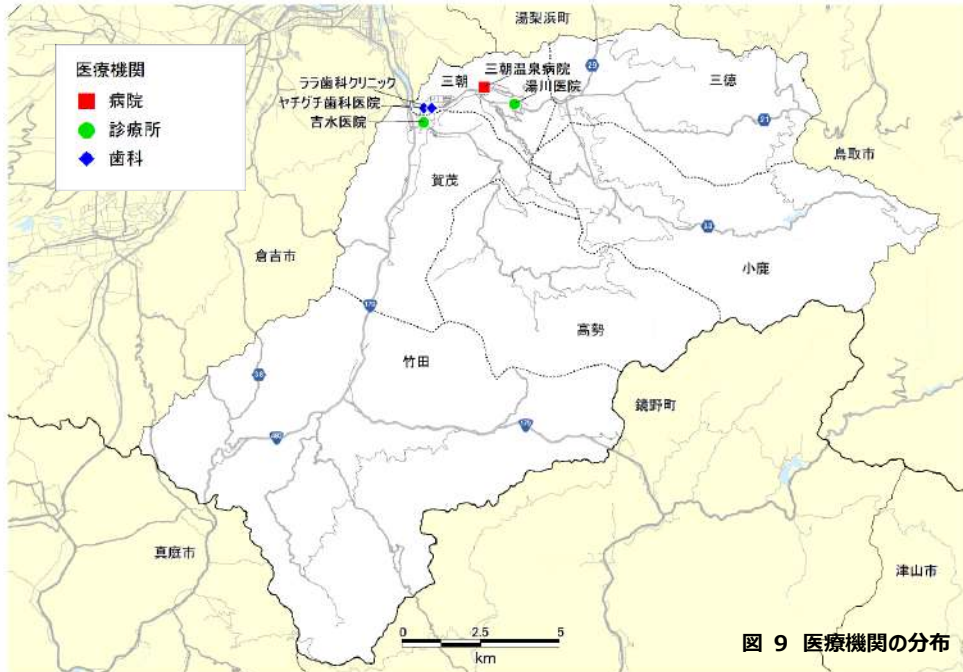 湯梨浜町
医療機関
病院
診療所
歯科
ララ歯科クリニック
ヤチグチ歯科医院
吉水医院
三朝
三朝温泉病院
湯川医院
29
三徳
21
鳥取市
賀茂
33
倉吉市
小鹿
179
高勢
竹田
38
鏡野町
482
179
真庭市
津山市
0 2.5 5
km
図 9 医療機関の分布